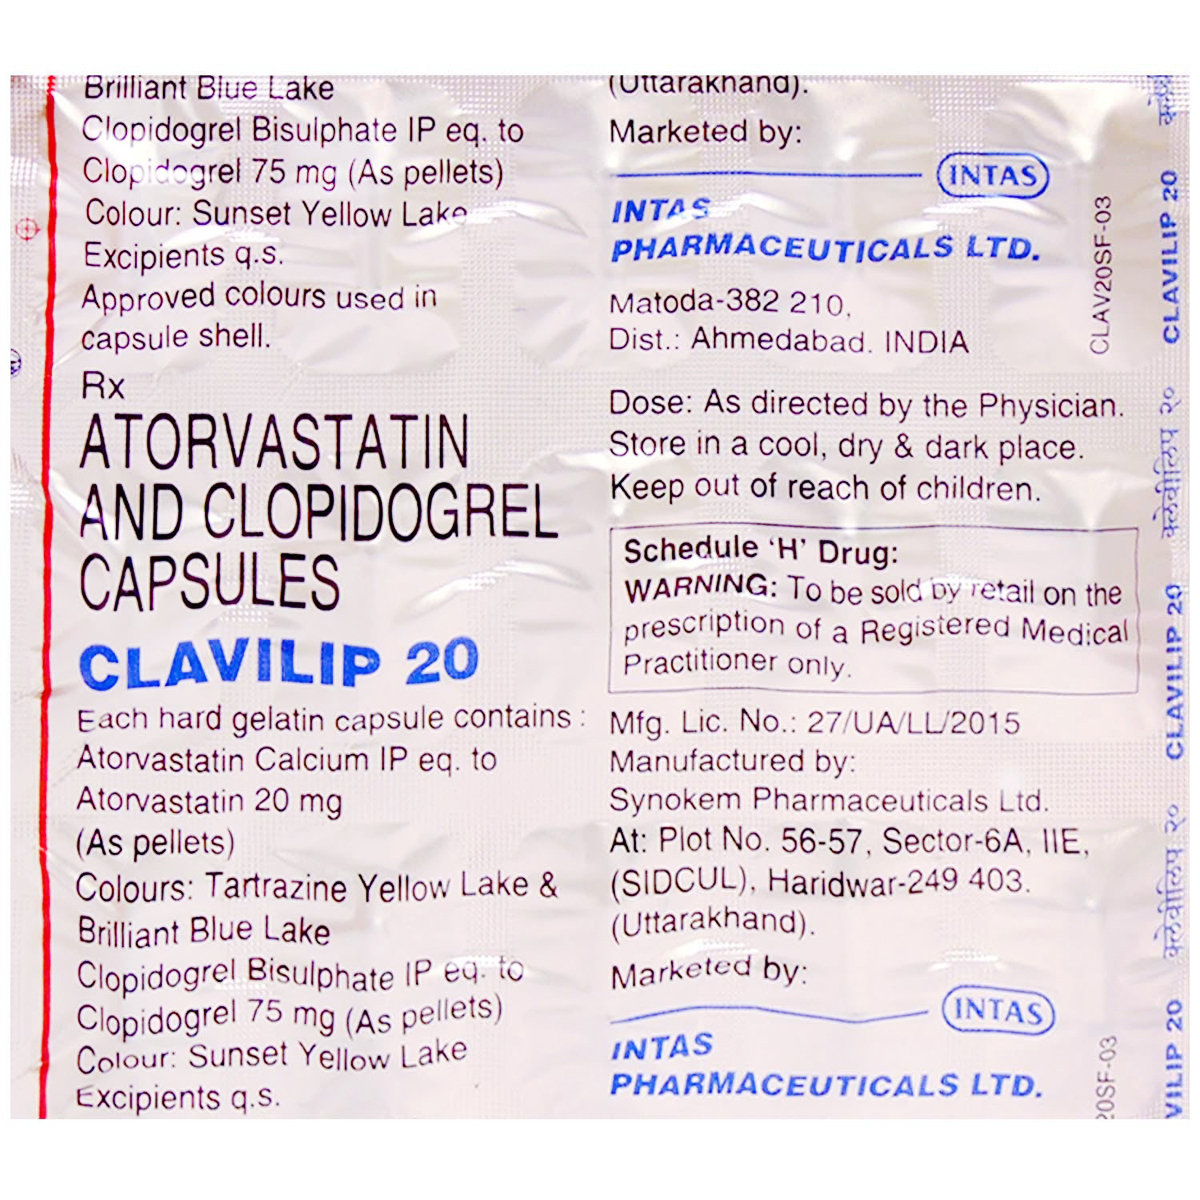 Brilliant Blue Lake
Clopidogrel Bisulphate IP eq. to
Clopidogrel 75 mg (As pellets)
Colour: Sunset Yellow Lake
Excipients q.s.
Approved colours used in
capsule shell.
Rx
ATORVASTATIN
AND CLOPIDOGREL
CAPSULES
CLAVILIP 20
Each hard gelatin capsule contains :
Atorvastatin Calcium IP eq. to
Atorvastatin 20 mg
(As pellets)
Colours: Tartrazine Yellow Lake &
Brilliant Blue Lake
Clopidogrel Bisulphate IP eq. to
Clopidogrel 75 mg (As pellets)
Colour: Sunset Yellow Lake
Excipients q.s.
(Uttarakhand).
Marketed by:
INTAS
INTAS
PHARMACEUTICALS LTD.
Matoda-382 210,
Dist.: Ahmedabad. INDIA
Dose: As directed by the Physician.
Store in a cool, dry & dark place.
Keep out of reach of children.
Schedule 'H' Drug:
WARNING: To be sold by retail on the
prescription of a Registered Medical
Practitioner only.
Mfg. Lic. No.: 27/UA/LL/2015
Manufactured by:
Synokem Pharmaceuticals Ltd.
At: Plot No. 56-57, Sector-6A, IIE,
(SIDCUL), Haridwar-249 403.
(Uttarakhand).
Marketed by:
INTAS
INTAS
PHARMACEUTICALS LTD.
CLAV20SF-03
20SF-03
CLAVILIP 20
क्लेवीलिप २०
CLAVILIP 20
क्लेवीलिप २०
VILIP 20